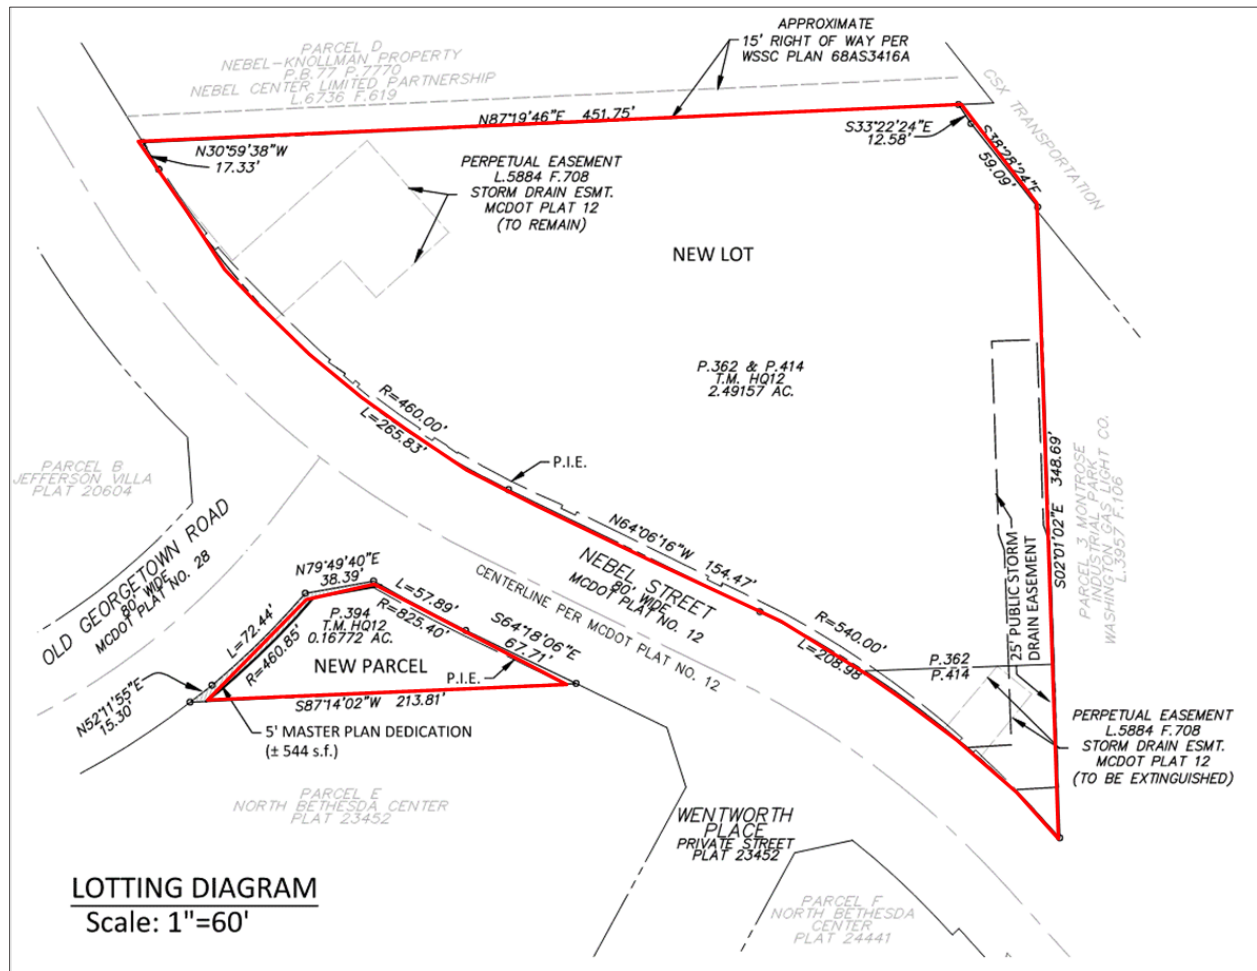 PARCEL D
NEBEL-KNOLLMAN PROPERTY
P.B.77 P.7770
NEBEL CENTER LIMITED PARTNERSHIP
L.6736 F.619
APPROXIMATE
15' RIGHT OF WAY PER
WSSC PLAN 68AS3416A
CSX TRANSPORTATION
N87°19'46"E 451.75'
S33°22'24"E
12.58'
S38°28'24"E
59.09'
N30°59'38"W
17.33'
PERPETUAL EASEMENT
L.5884 F.708
STORM DRAIN ESMT.
MCDOT PLAT 12
(TO REMAIN)
NEW LOT
P.362 & P.414
T.M. HQ12
2.49157 AC.
R=460.00'
L=265.83'
P.I.E.
N64°06'16"W 154.47'
NEBEL STREET
80' WIDE
MCDOT PLAT NO. 12
CENTERLINE PER MCDOT PLAT NO. 12
R=540.00'
L=208.98'
25' PUBLIC STORM
DRAIN EASEMENT
S02°01'02"E 348.69'
PARCEL 3 MONTROSE
INDUSTRIAL PARK
WASHINGTON GAS LIGHT CO.
L.3957 F.106
P.362
P.414
PERPETUAL EASEMENT
L.5884 F.708
STORM DRAIN ESMT.
MCDOT PLAT 12
(TO BE EXTINGUISHED)
PARCEL B
JEFFERSON VILLA
PLAT 20604
OLD GEORGETOWN ROAD
80' WIDE
MCDOT PLAT NO. 28
N79°49'40"E
38.39'
L=57.89'
R=825.40'
S64°18'06"E
67.71'
L=72.44'
R=460.85'
P.394
T.M. HQ12
0.16772 AC.
NEW PARCEL
P.I.E.
N52°11'55"E
15.30'
S87°14'02"W 213.81'
5' MASTER PLAN DEDICATION
(± 544 s.f.)
PARCEL E
NORTH BETHESDA CENTER
PLAT 23452
WENTWORTH
PLACE
PRIVATE STREET
PLAT 23452
PARCEL F
NORTH BETHESDA
CENTER
PLAT 24441
LOTTING DIAGRAM
Scale: 1"=60'